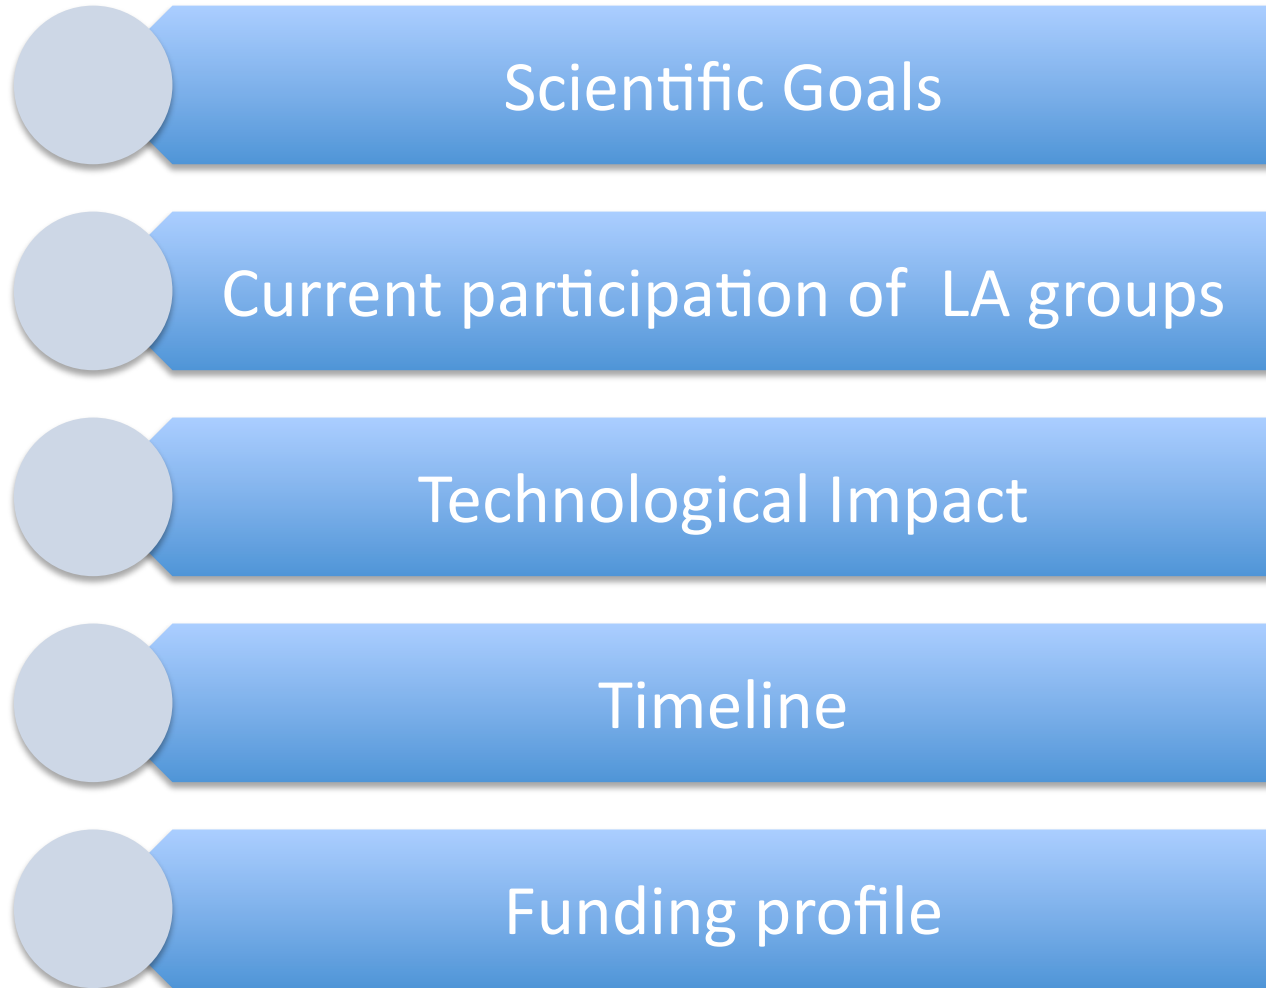 Scientific Goals
Current participation of  LA groups
Technological Impact
Timeline
Funding profile